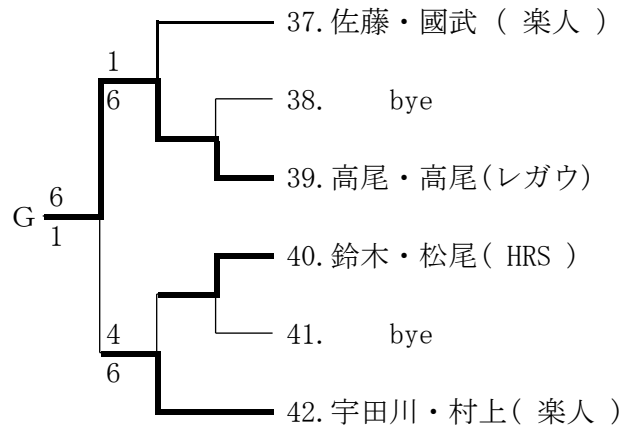 37.佐藤・國武 ( 楽人 )
1
6
38. bye
39.高尾・高尾(レガウ)
6
G
1
40.鈴木・松尾( HRS )
4
41. bye
6
42.宇田川・村上( 楽人 )